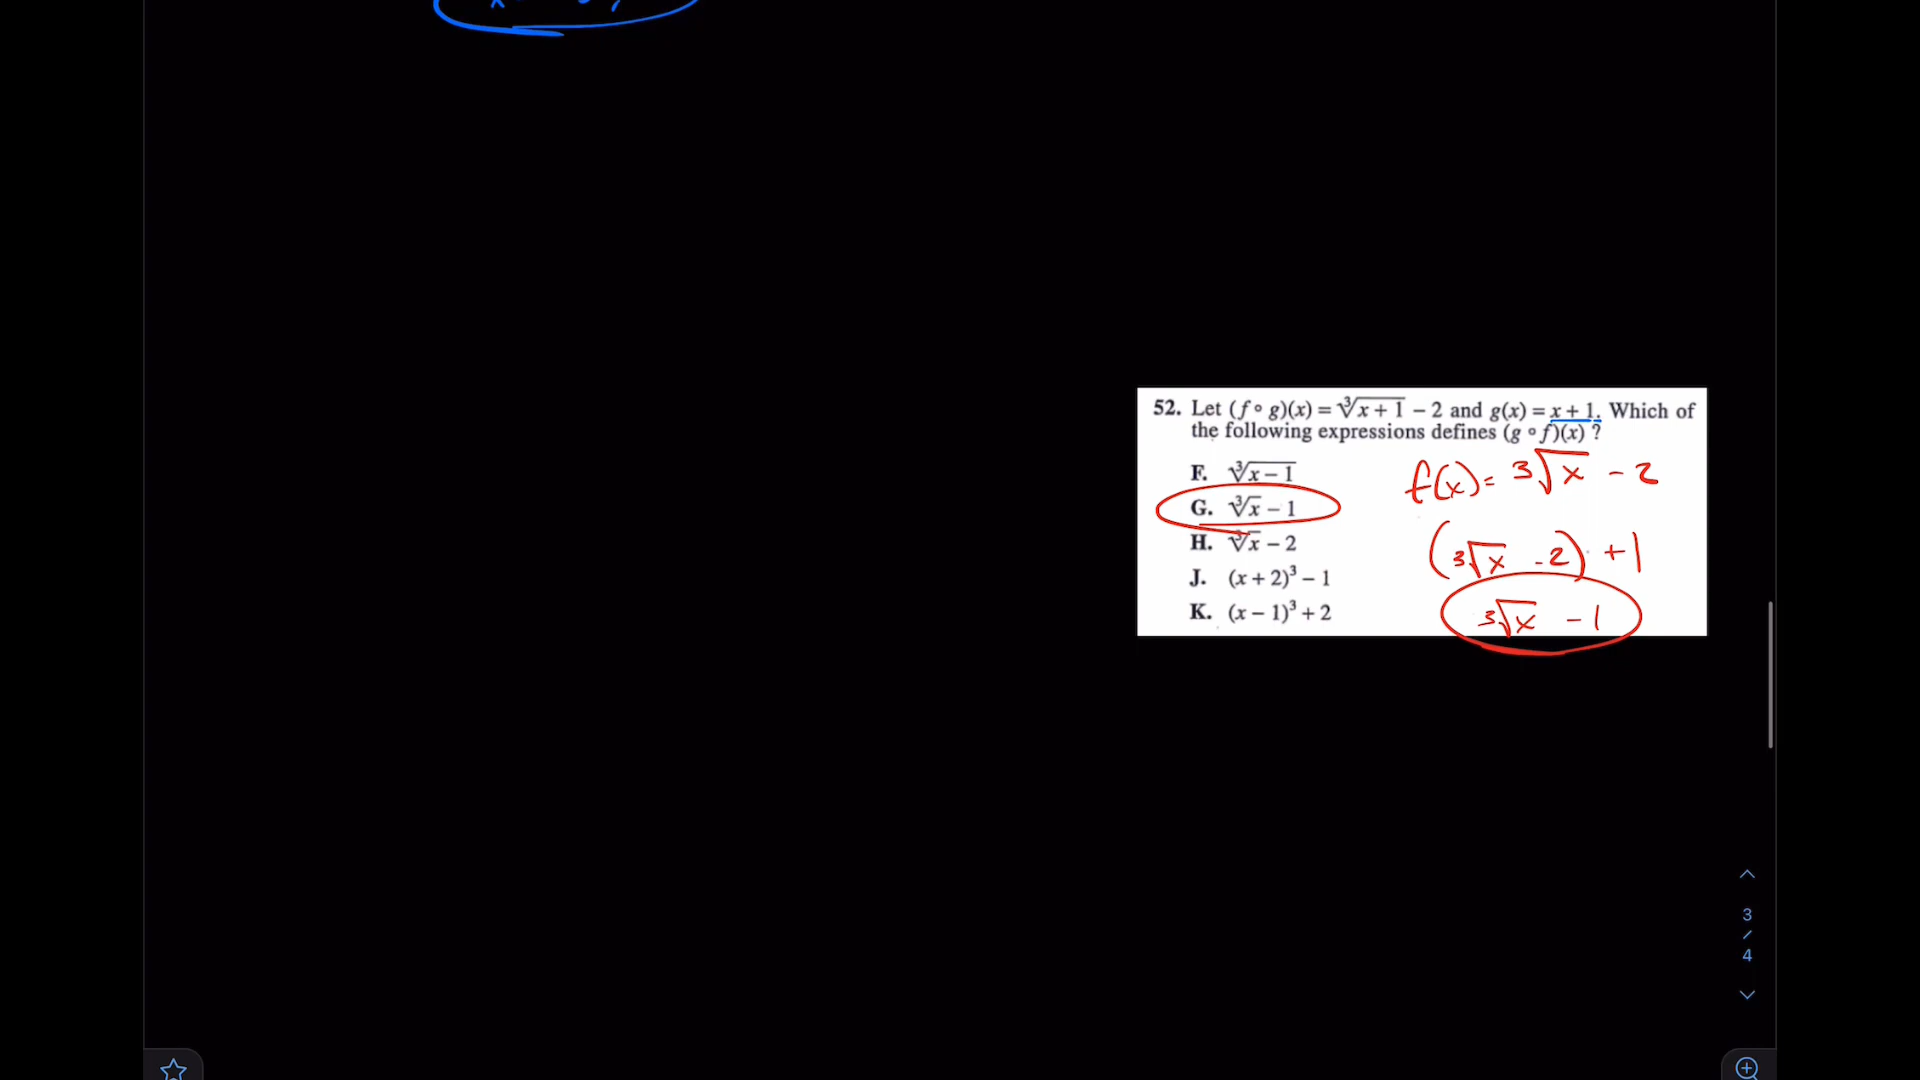 52. Let (f ∘ g)(x) = ∛(x + 1) – 2 and g(x) = x + 1. Which of
the following expressions defines (g ∘ f)(x) ?
F. ∛(x – 1)
G. ∛x – 1
H. ∛x – 2
J. (x + 2)³ – 1
K. (x – 1)³ + 2
f(x) = ∛x - 2
(∛x - 2) + 1
∛x - 1
3
/
4